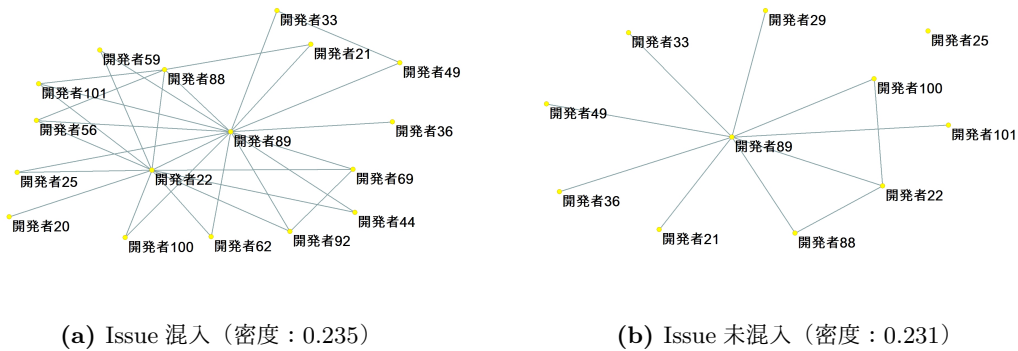 開発者33
開発者21
開発者59
開発者88
開発者49
開発者101
開発者56
開発者36
開発者89
開発者25
開発者22
開発者69
開発者20
開発者44
開発者100
開発者62
開発者92
(a) Issue 混入（密度：0.235）
開発者29
開発者33
開発者25
開発者100
開発者49
開発者101
開発者89
開発者36
開発者22
開発者21
開発者88
(b) Issue 未混入（密度：0.231）